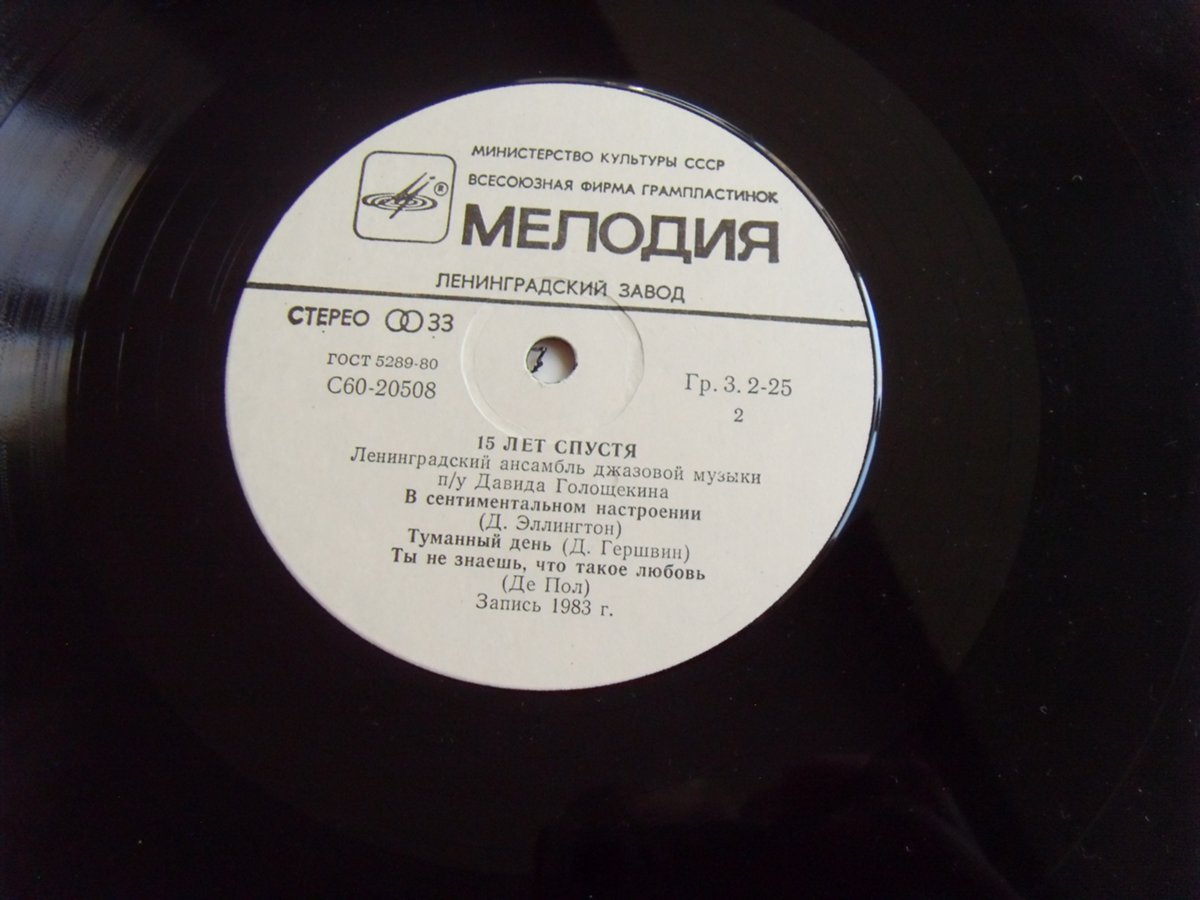 МИНИСТЕРСТВО КУЛЬТУРЫ СССР
ВСЕСОЮЗНАЯ ФИРМА ГРАМПЛАСТИНОК
®
МЕЛОДИЯ
ЛЕНИНГРАДСКИЙ ЗАВОД
СТЕРЕО 33
ГОСТ 5289-80
С60-20508
Гр. 3. 2-25
2
15 ЛЕТ СПУСТЯ
Ленинградский ансамбль джазовой музыки
п/у Давида Голощекина
В сентиментальном настроении
(Д. Эллингтон)
Туманный день (Д. Гершвин)
Ты не знаешь, что такое любовь
(Де Пол)
Запись 1983 г.